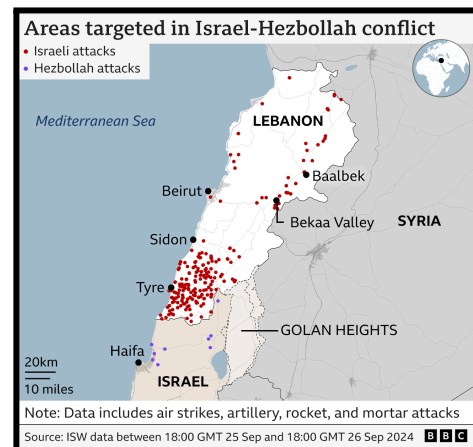 Areas targeted in Israel-Hezbollah conflict
Israeli attacks
Hezbollah attacks
Mediterranean Sea
LEBANON
Baalbek
Beirut
Bekaa Valley
SYRIA
Sidon
Tyre
GOLAN HEIGHTS
Haifa
20km
10 miles
ISRAEL
Note: Data includes air strikes, artillery, rocket, and mortar attacks
Source: ISW data between 18:00 GMT 25 Sep and 18:00 GMT 26 Sep 2024 BBC